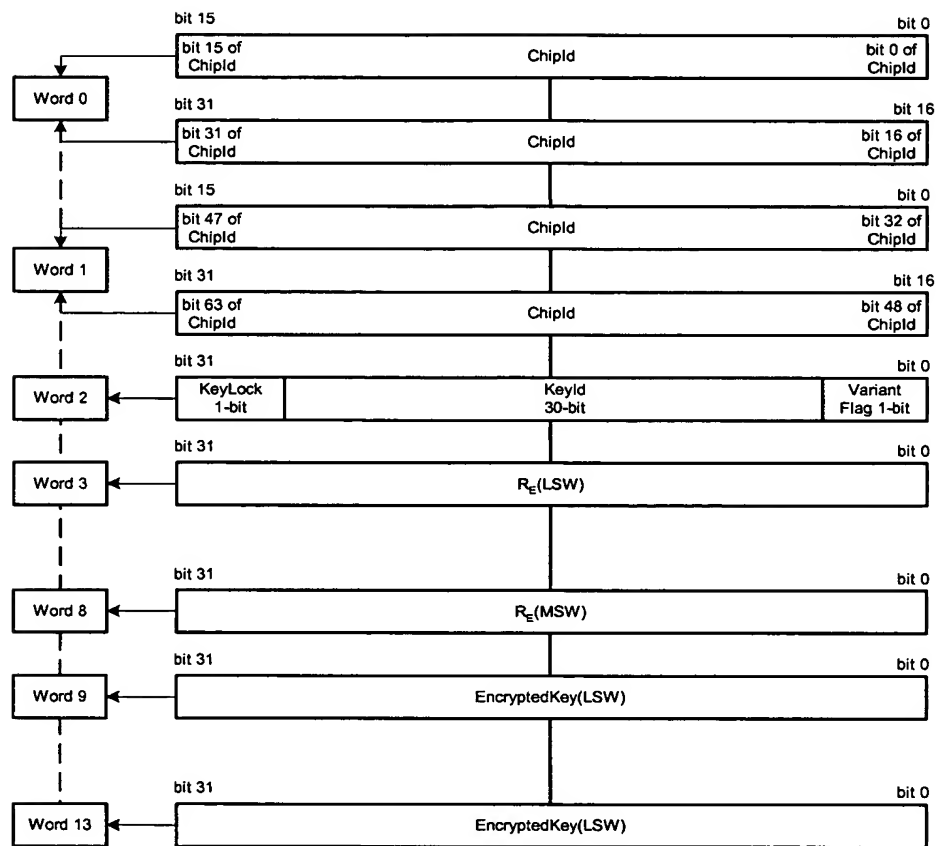 bit 15 bit 0
bit 15 of ChipId ChipId bit 0 of ChipId
Word 0
bit 31 bit 16
bit 31 of ChipId ChipId bit 16 of ChipId
bit 15 bit 0
bit 47 of ChipId ChipId bit 32 of ChipId
Word 1
bit 31 bit 16
bit 63 of ChipId ChipId bit 48 of ChipId
bit 31 bit 0
Word 2
KeyLock 1-bit KeyId 30-bit Variant Flag 1-bit
bit 31 bit 0
Word 3 R_E(LSW)
bit 31 bit 0
Word 8 R_E(MSW)
bit 31 bit 0
Word 9 EncryptedKey(LSW)
bit 31 bit 0
Word 13 EncryptedKey(LSW)